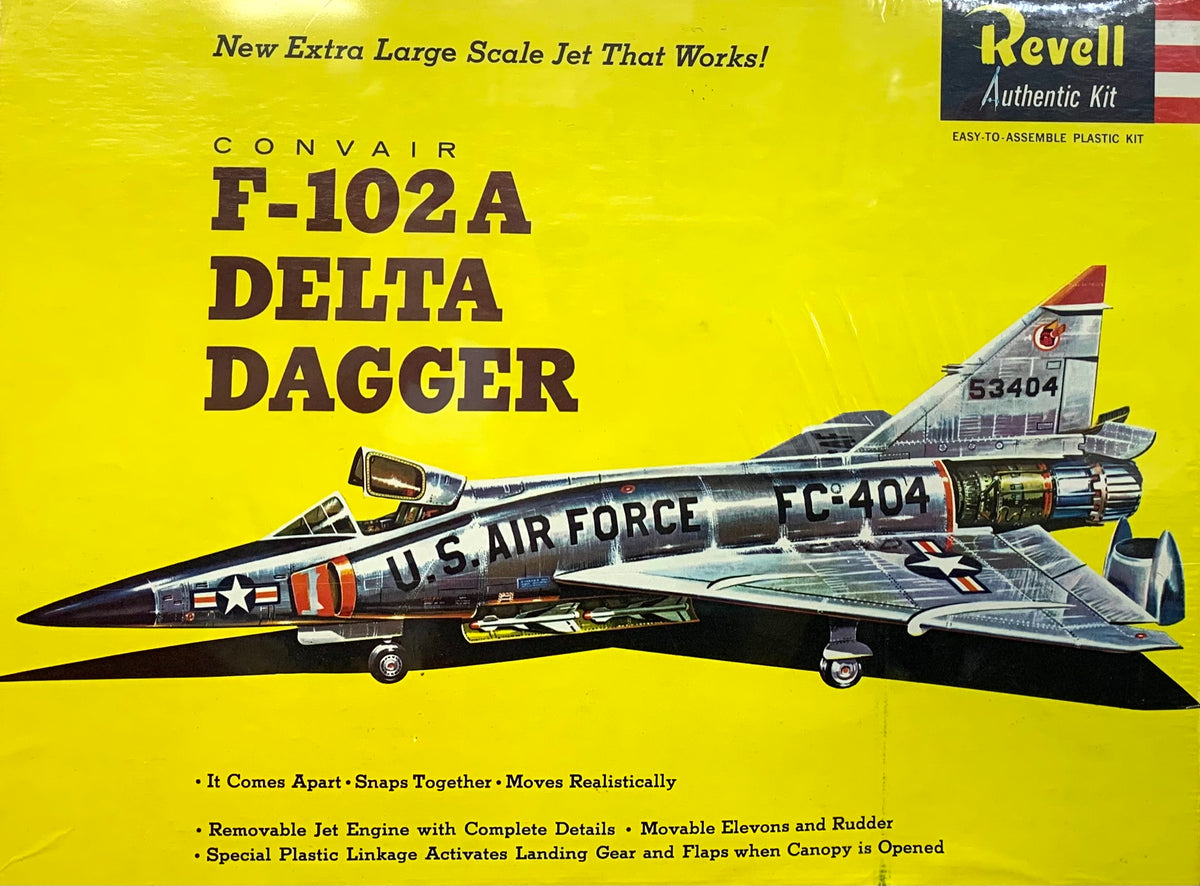 New Extra Large Scale Jet That Works!
Revell
Authentic Kit
EASY-TO-ASSEMBLE PLASTIC KIT
CONVAIR
F-102A
DELTA
DAGGER
53404
U.S. AIR FORCE
FC-404
1
• It Comes Apart • Snaps Together • Moves Realistically
• Removable Jet Engine with Complete Details • Movable Elevons and Rudder
• Special Plastic Linkage Activates Landing Gear and Flaps when Canopy is Opened